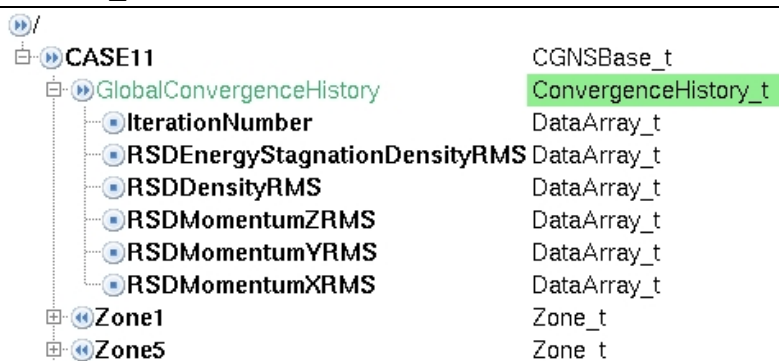 /
CASE11 CGNSBase_t
GlobalConvergenceHistory ConvergenceHistory_t
IterationNumber DataArray_t
RSDEnergyStagnationDensityRMS DataArray_t
RSDDensityRMS DataArray_t
RSDMomentumZRMS DataArray_t
RSDMomentumYRMS DataArray_t
RSDMomentumXRMS DataArray_t
Zone1 Zone_t
Zone5 Zone_t